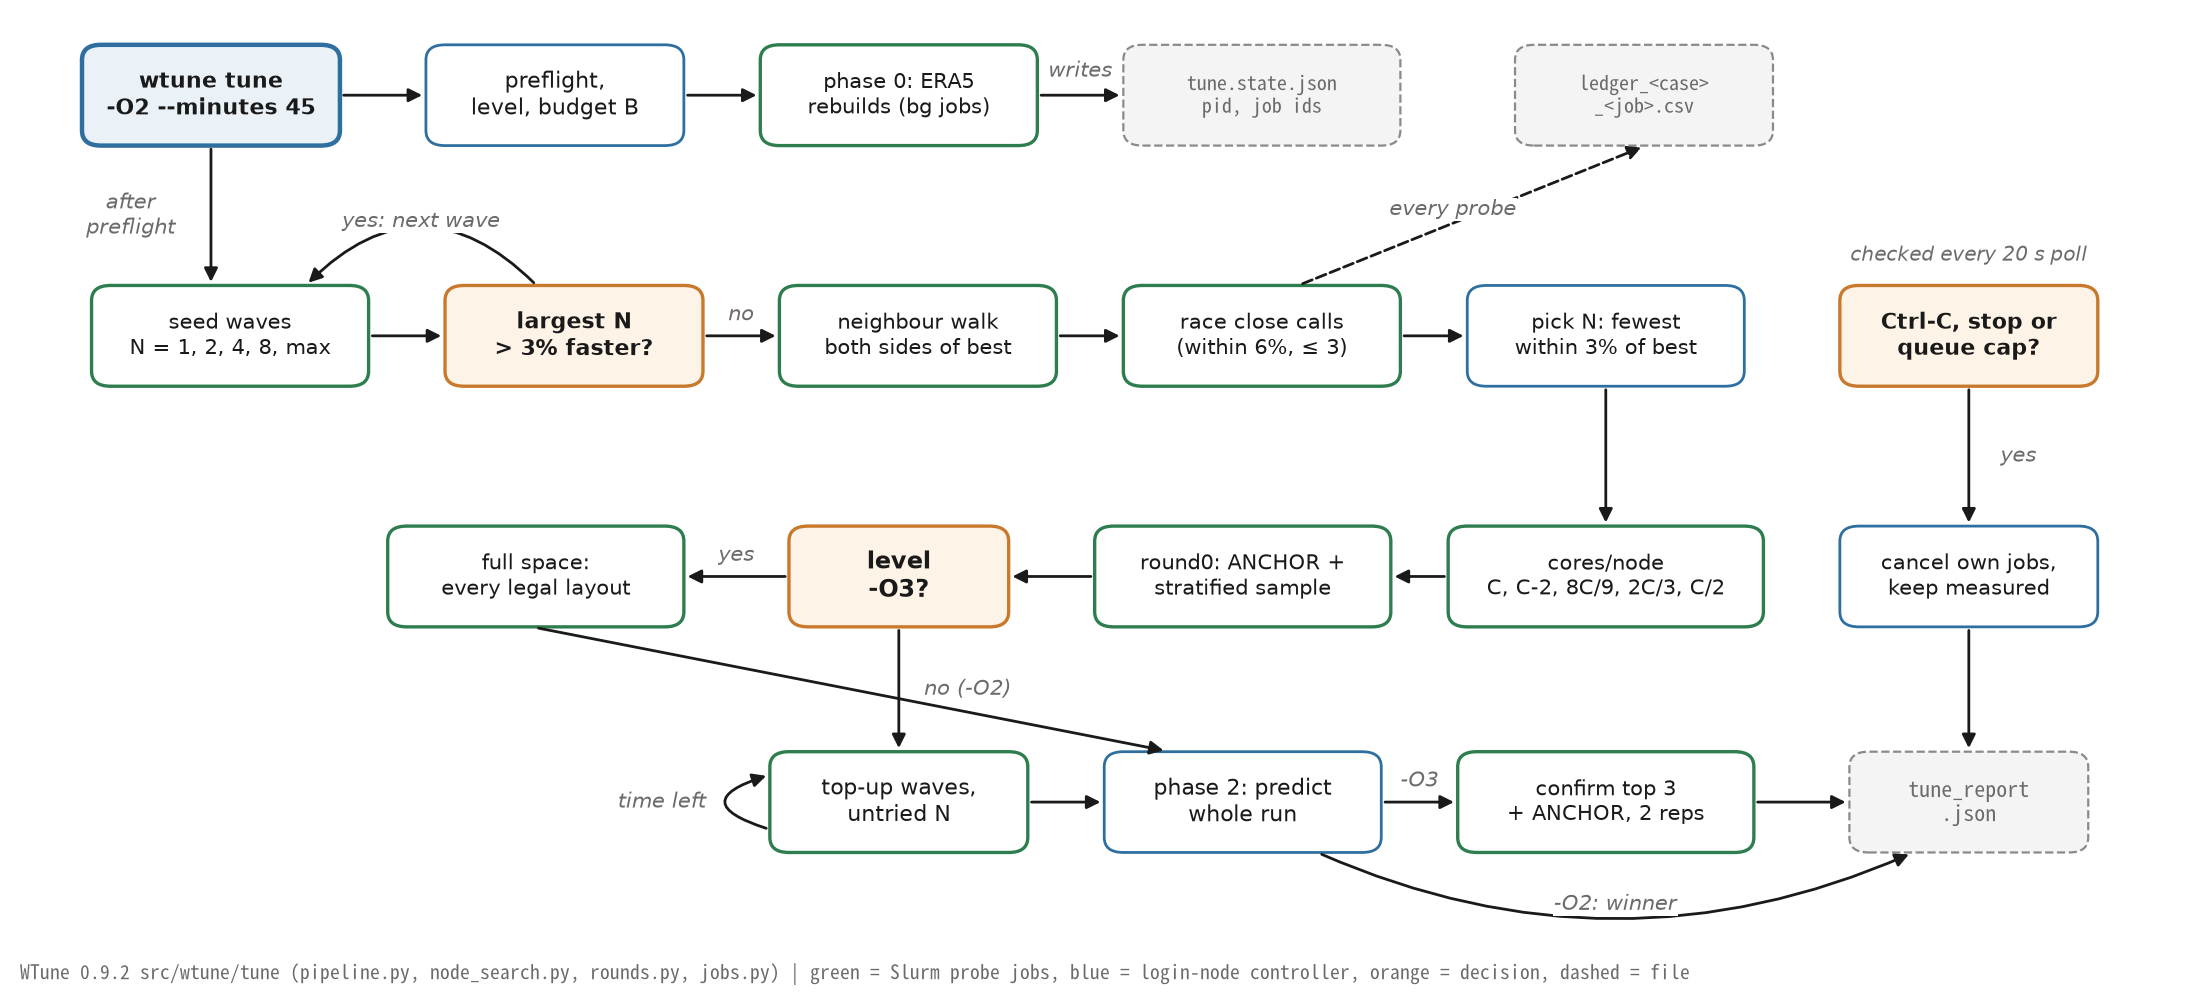 wtune tune
-O2 --minutes 45
preflight,
level, budget B
phase 0: ERA5
rebuilds (bg jobs)
writes
tune.state.json
pid, job ids
ledger_<case>
_<job>.csv
after
preflight
yes: next wave
every probe
checked every 20 s poll
seed waves
N = 1, 2, 4, 8, max
largest N
> 3% faster?
no
neighbour walk
both sides of best
race close calls
(within 6%, ≤ 3)
pick N: fewest
within 3% of best
Ctrl-C, stop or
queue cap?
yes
full space:
every legal layout
yes
level
-O3?
round0: ANCHOR +
stratified sample
cores/node
C, C-2, 8C/9, 2C/3, C/2
cancel own jobs,
keep measured
no (-O2)
time left
top-up waves,
untried N
phase 2: predict
whole run
-O3
confirm top 3
+ ANCHOR, 2 reps
tune_report
.json
-O2: winner
WTune 0.9.2 src/wtune/tune (pipeline.py, node_search.py, rounds.py, jobs.py) | green = Slurm probe jobs, blue = login-node controller, orange = decision, dashed = file